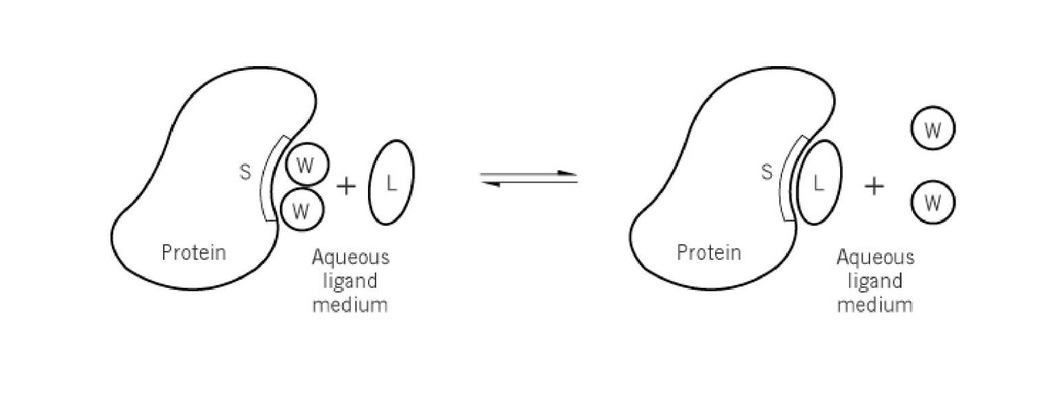 S
W
W
+
L
Protein
Aqueous
ligand
medium
S
L
+
W
W
Protein
Aqueous
ligand
medium